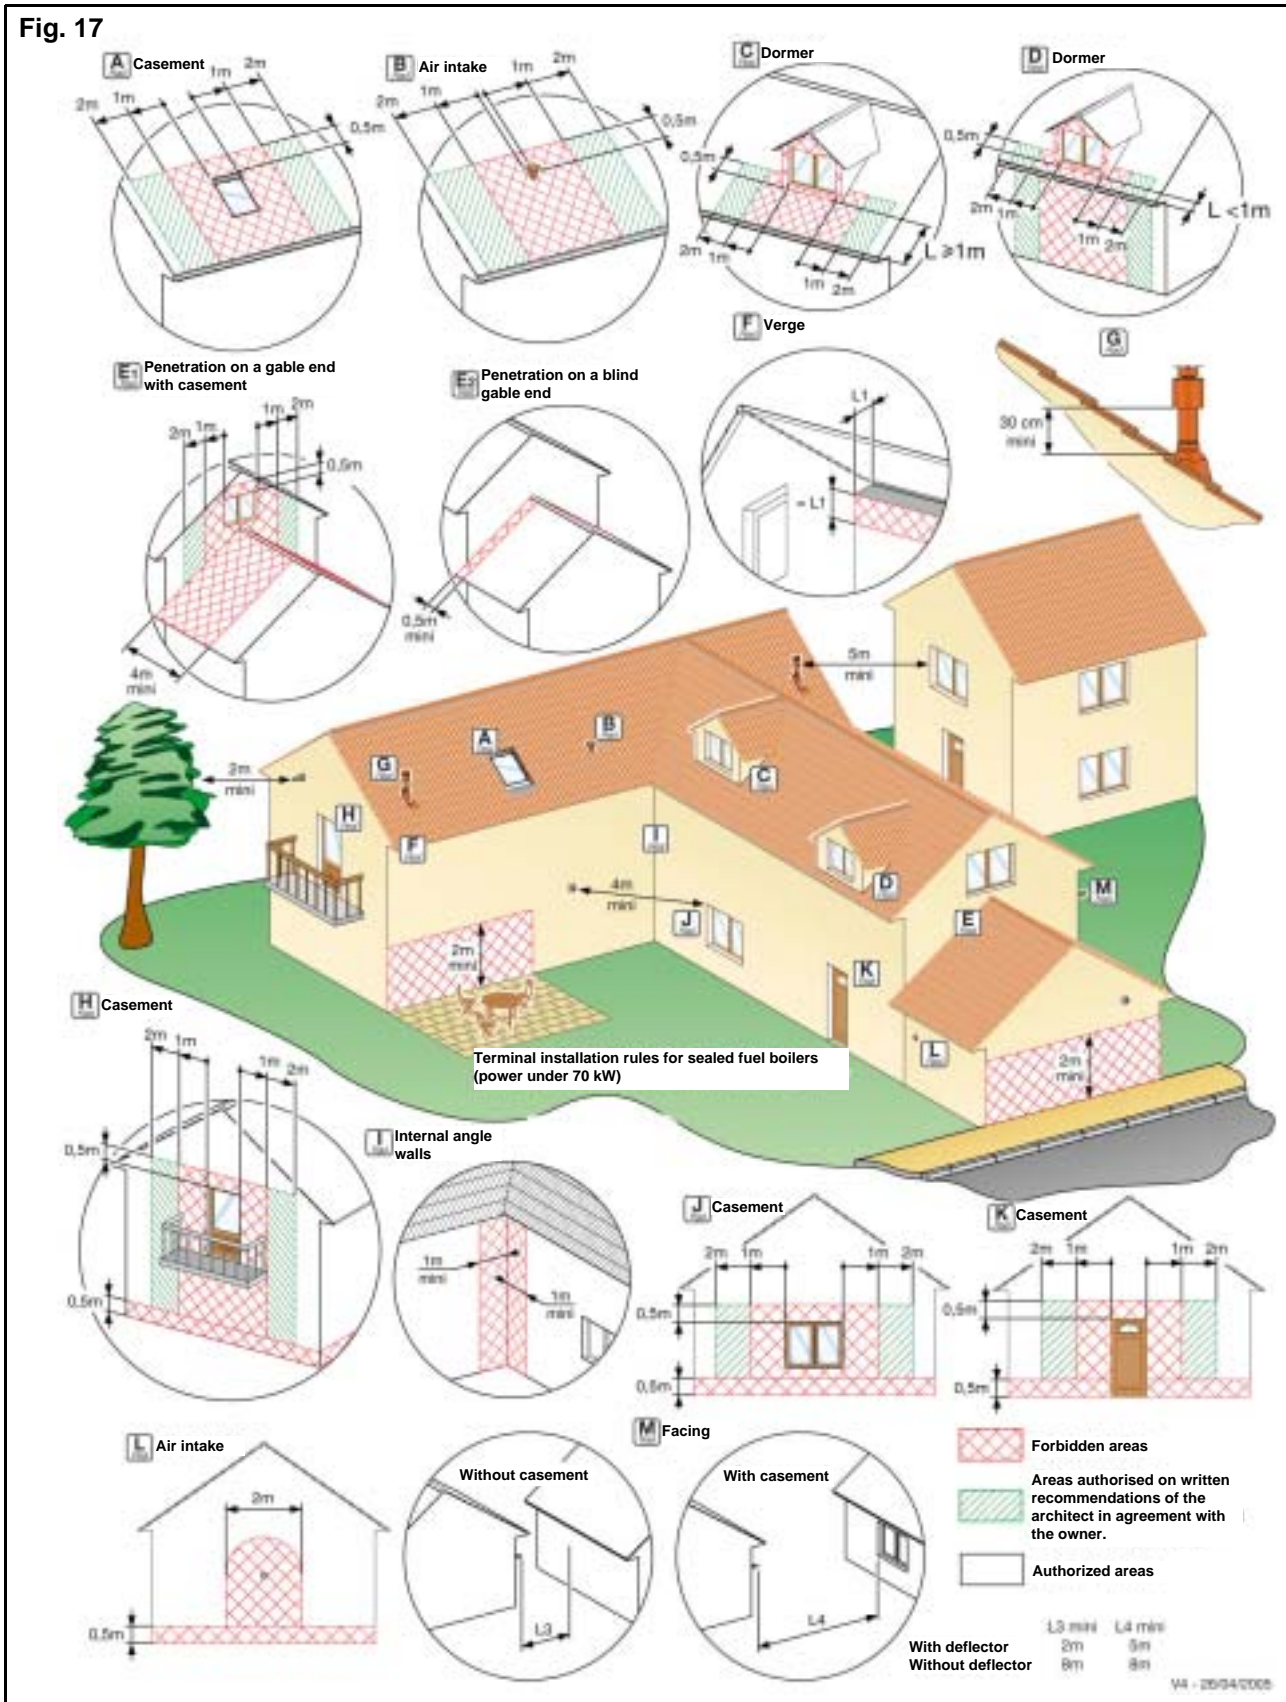 Fig. 17
A Casement
2m 1m 1m 2m
0,5m
B Air intake
2m 1m 1m 2m
0,5m
C Dormer
0,5m
2m 1m 1m 2m
L ≥1m
D Dormer
0,5m
2m 1m 1m 2m
L <1m
E1 Penetration on a gable end
with casement
2m 1m 1m 2m
0,5m
4m
mini
E2 Penetration on a blind
gable end
0,5m
mini
F Verge
L1
= L1
G
30 cm
mini
5m
mini
A
B
C
G
2m
mini
H
F
I
D
4m
mini
J
M
E
2m
mini
K
L
2m
mini
Terminal installation rules for sealed fuel boilers
(power under 70 kW)
H Casement
2m 1m 1m 2m
0,5m
0,5m
I Internal angle
walls
1m
mini
1m
mini
J Casement
2m 1m 1m 2m
0,5m
0,5m
K Casement
2m 1m 1m 2m
0,5m
0,5m
L Air intake
2m
0,5m
M Facing
Without casement
L3
With casement
L4
Forbidden areas
Areas authorised on written
recommendations of the
architect in agreement with
the owner.
Authorized areas
L3 mini L4 mini
With deflector 2m 5m
Without deflector 8m 8m
V4 - 26/04/2005